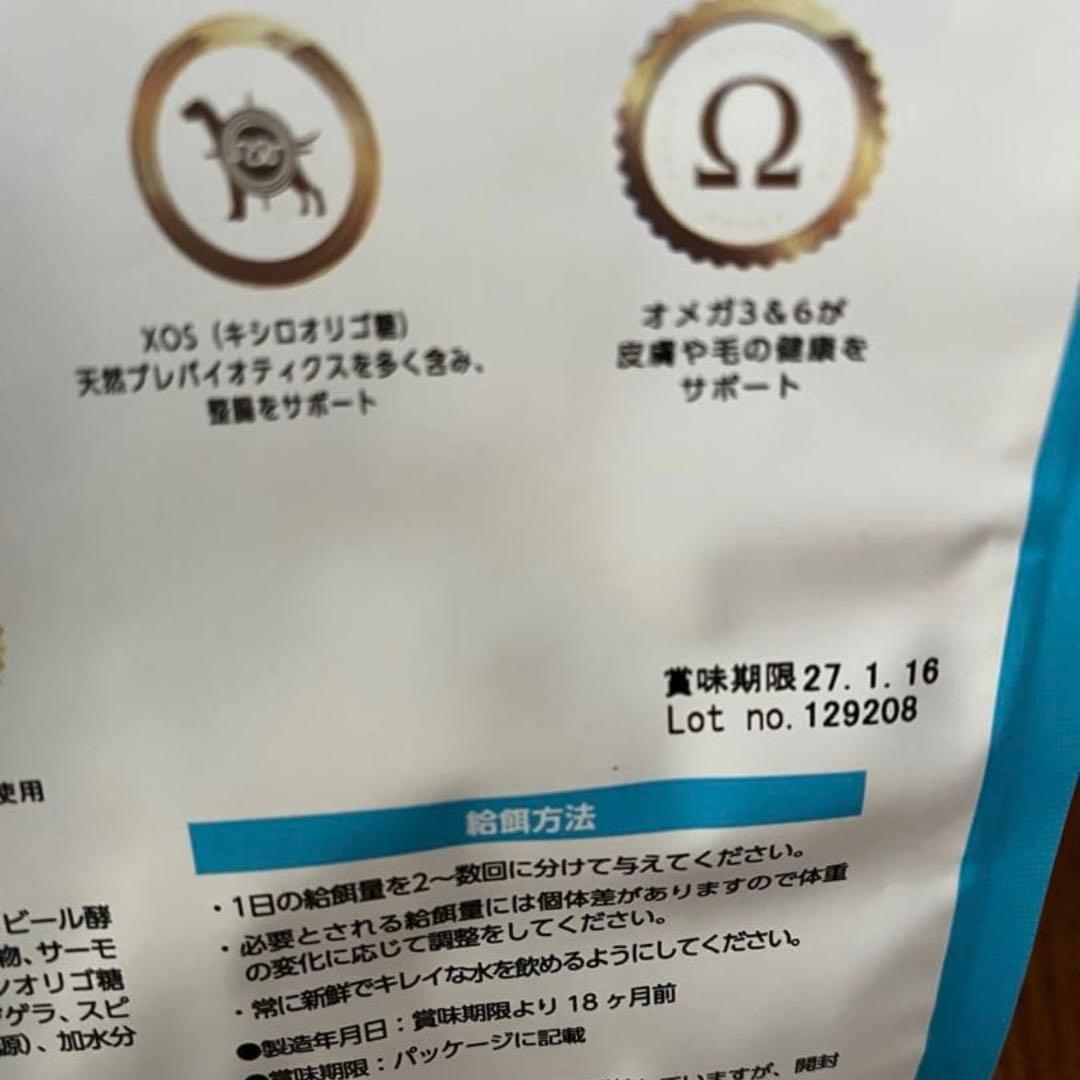 XOS（キシロオリゴ糖）
天然プレバイオティクスを多く含み、
整腸をサポート
Ω
オメガ3＆6が
皮膚や毛の健康を
サポート
賞味期限27.1.16
Lot no.129208
使用
ビール酵
物、サーモ
オリゴ糖
ゲラ、スピ
源）、加水分
給餌方法
・1日の給餌量を2〜数回に分けて与えてください。
・必要とされる給餌量には個体差がありますので体重
の変化に応じて調整をしてください。
・常に新鮮でキレイな水を飲めるようにしてください。
●製造年月日：賞味期限より18ヶ月前
●賞味期限：パッケージに記載
していますが、開封